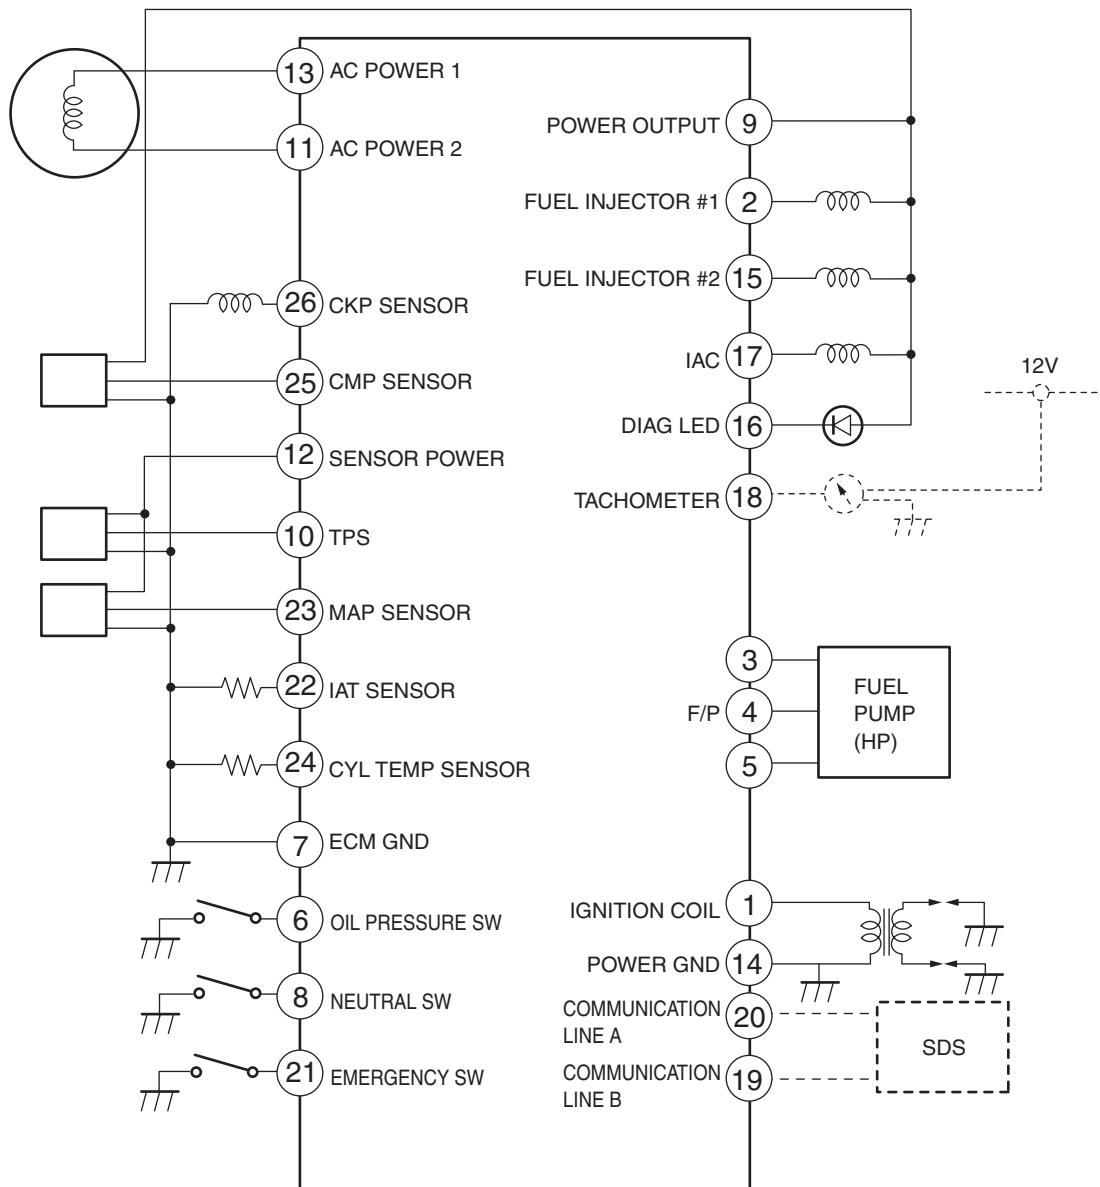 13 AC POWER 1
11 AC POWER 2
26 CKP SENSOR
25 CMP SENSOR
12 SENSOR POWER
10 TPS
23 MAP SENSOR
22 IAT SENSOR
24 CYL TEMP SENSOR
7 ECM GND
6 OIL PRESSURE SW
8 NEUTRAL SW
21 EMERGENCY SW
POWER OUTPUT 9
FUEL INJECTOR #1 2
FUEL INJECTOR #2 15
IAC 17
12V
DIAG LED 16
TACHOMETER 18
3
F/P 4
5
FUEL
PUMP
(HP)
IGNITION COIL 1
POWER GND 14
COMMUNICATION
LINE A
20
COMMUNICATION
LINE B
19
SDS